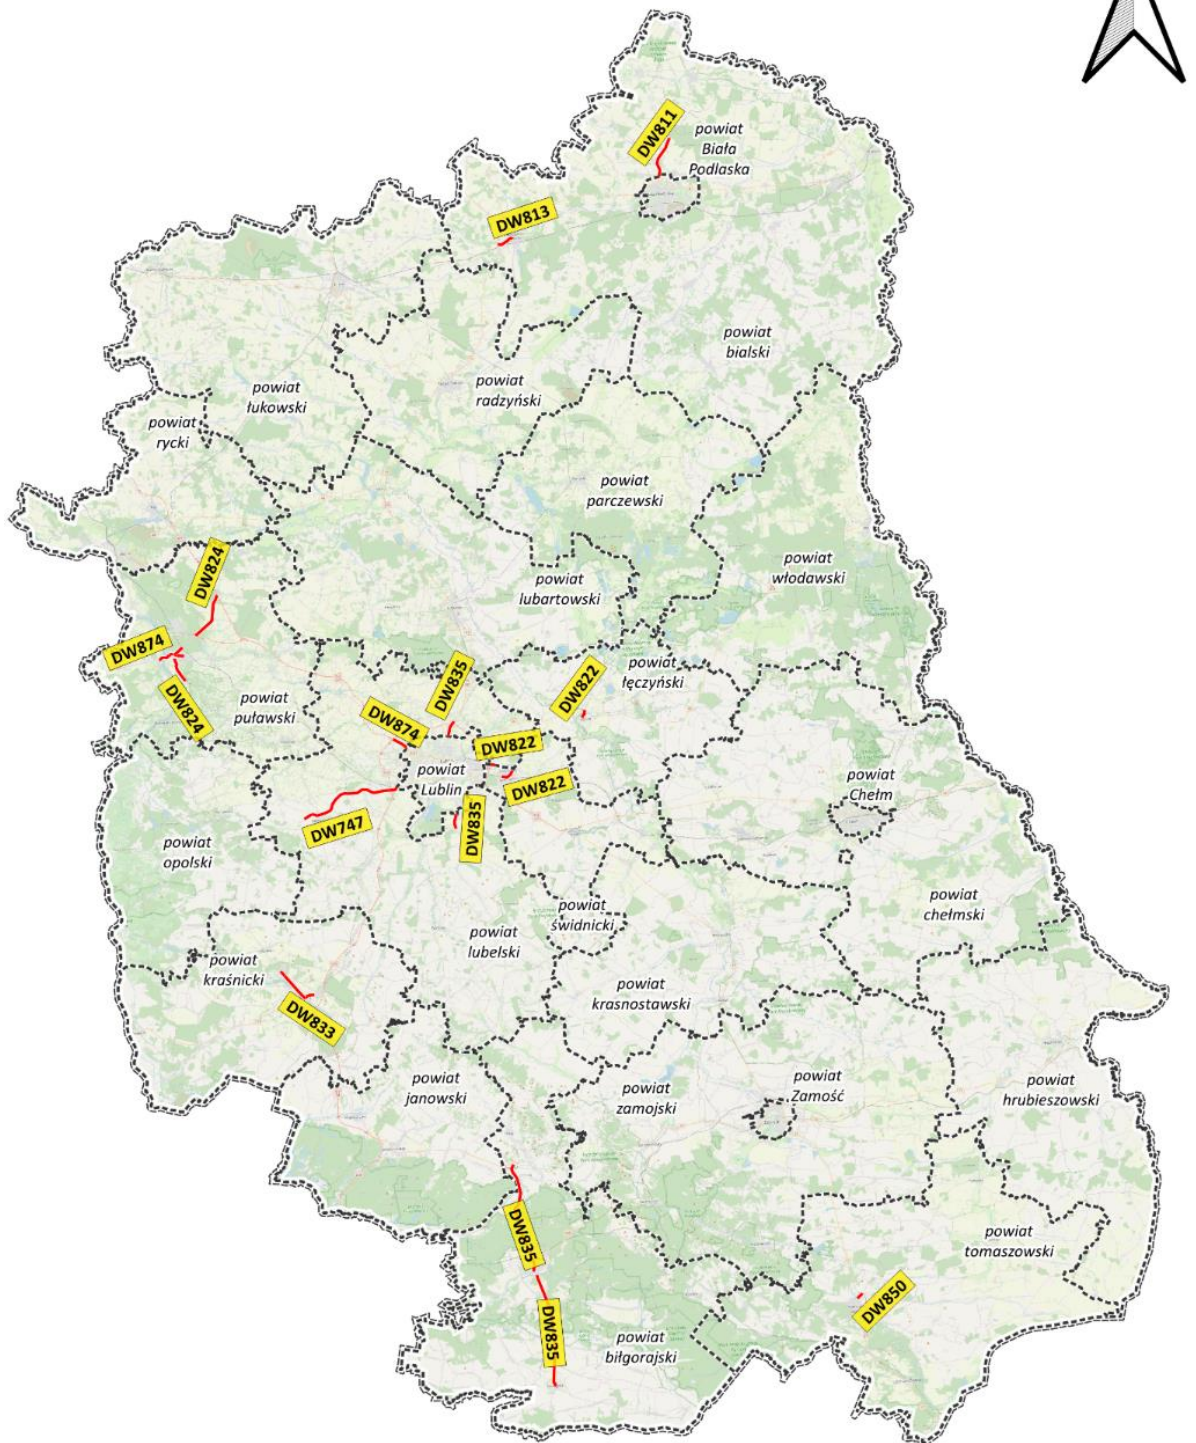 DW811
powiat
Biała
Podlaska
DW813
powiat
bialski
powiat
łukowski
powiat
radzyński
powiat
rycki
powiat
parczewski
DW824
powiat
włodawski
powiat
lubartowski
DW874
DW824
powiat
puławski
DW835
DW822
powiat
łęczyński
DW874
DW822
powiat
Lublin
DW822
powiat
Chełm
DW747
DW835
powiat
opolski
powiat
świdnicki
powiat
chełmski
powiat
lubelski
powiat
kraśnicki
powiat
krasnostawski
DW833
powiat
janowski
powiat
zamojski
powiat
Zamość
powiat
hrubieszowski
DW835
powiat
tomaszowski
DW850
DW835
powiat
biłgorajski